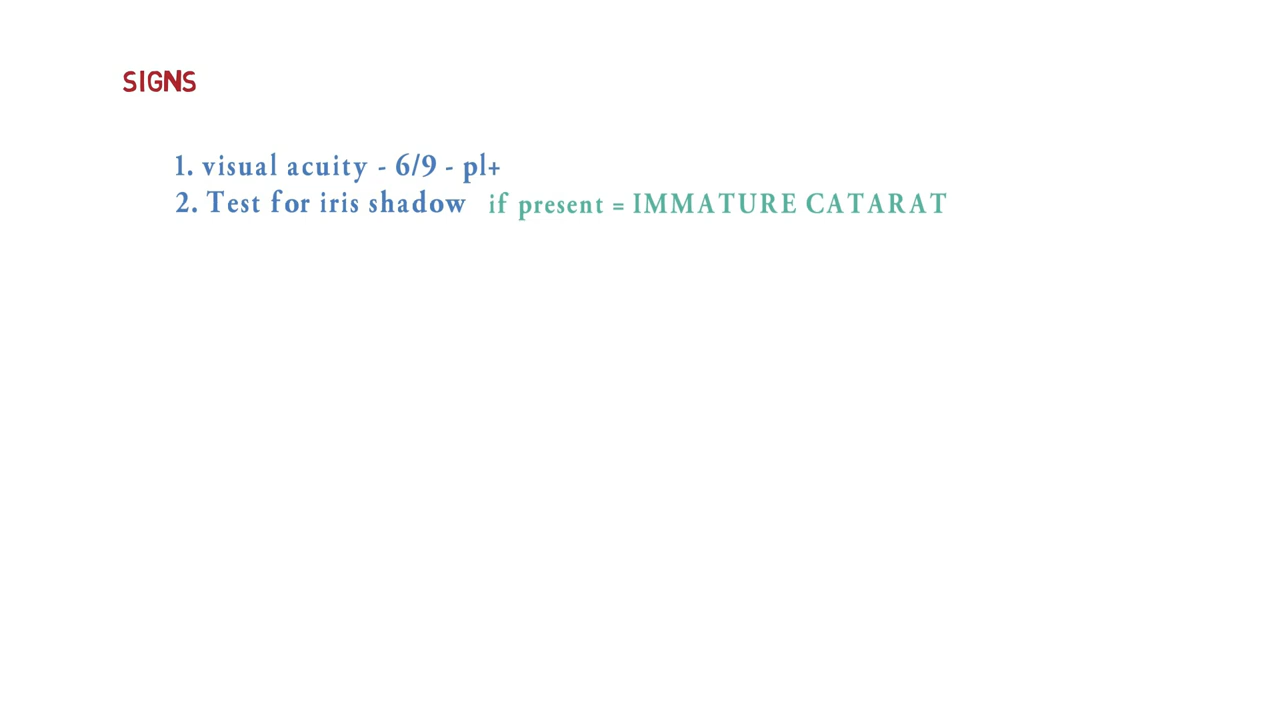 SIGNS
1. visual acuity - 6/9 - pl+
2. Test for iris shadow if present = IMMATURE CATARAT